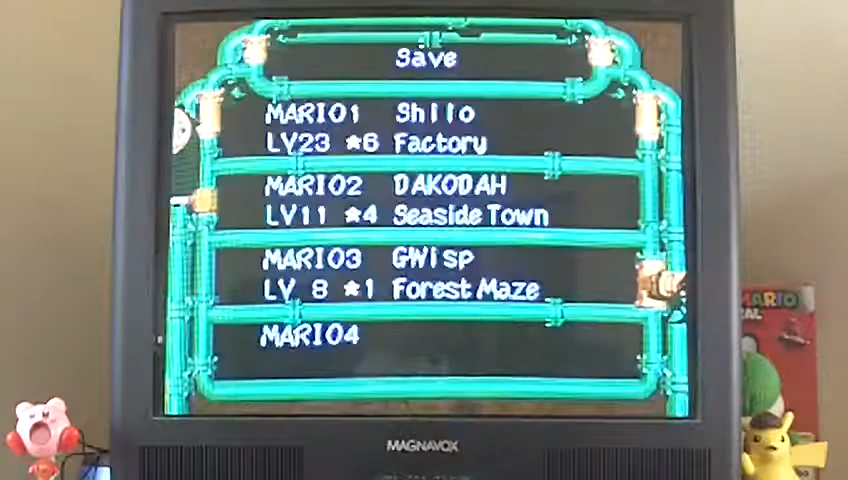 Save
MARIO1 Shilo
LV23 ★6 Factory
MARIO2 DAKODAH
LV11 ★4 Seaside Town
MARIO3 GWisp
LV 8 ★1 Forest Maze
MARIO4
MAGNAVOX
MARIO